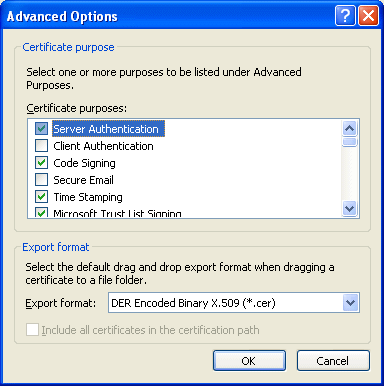 Advanced Options
Certificate purpose
Select one or more purposes to be listed under Advanced
Purposes.
Certificate purposes:
Server Authentication
Client Authentication
Code Signing
Secure Email
Time Stamping
Microsoft Trust List Signing
Export format
Select the default drag and drop export format when dragging a
certificate to a file folder.
Export format: DER Encoded Binary X.509 (*.cer)
Include all certificates in the certification path
OK Cancel